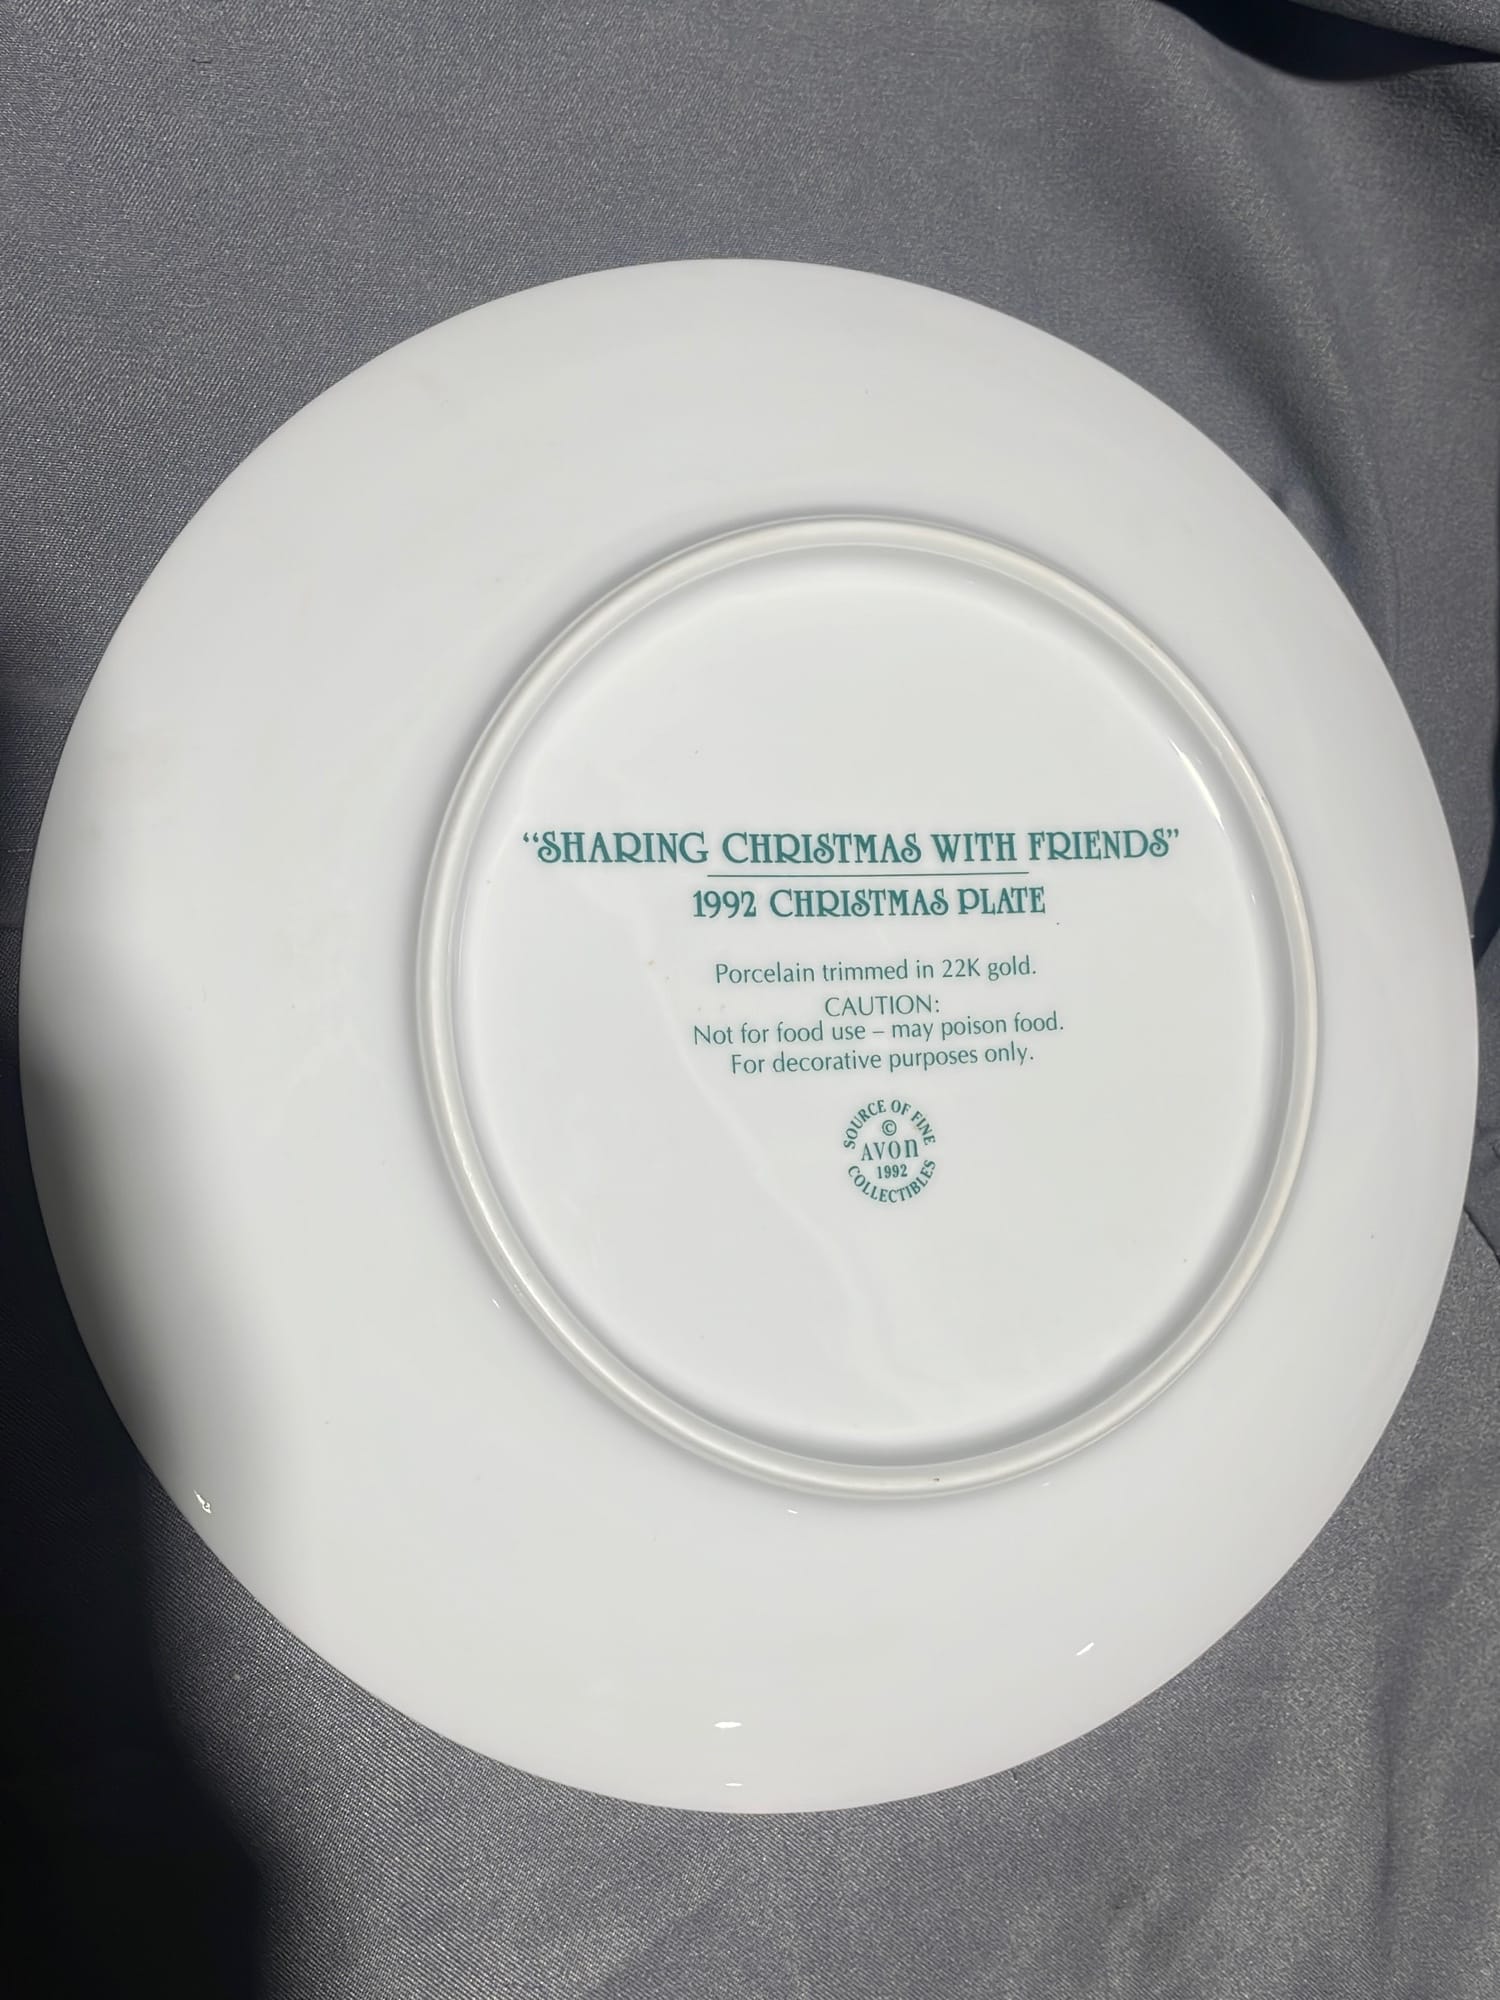 “SHARING CHRISTMAS WITH FRIENDS”
1992 CHRISTMAS PLATE
Porcelain trimmed in 22K gold.
CAUTION:
Not for food use – may poison food.
For decorative purposes only.
SOURCE OF FINE
©
AVON
1992
COLLECTIBLES